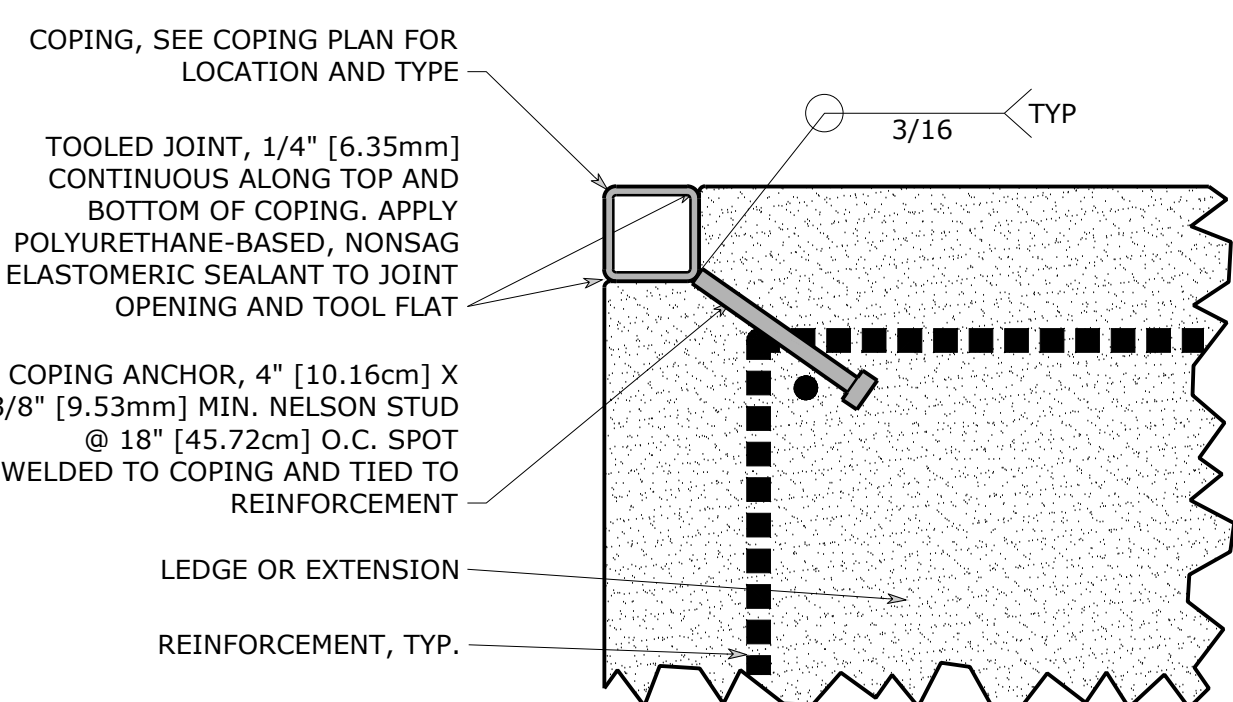 COPING, SEE COPING PLAN FOR
LOCATION AND TYPE
TOOLED JOINT, 1/4" [6.35mm]
CONTINUOUS ALONG TOP AND
BOTTOM OF COPING. APPLY
POLYURETHANE-BASED, NONSAG
ELASTOMERIC SEALANT TO JOINT
OPENING AND TOOL FLAT
COPING ANCHOR, 4" [10.16cm] X
3/8" [9.53mm] MIN. NELSON STUD
@ 18" [45.72cm] O.C. SPOT
WELDED TO COPING AND TIED TO
REINFORCEMENT
LEDGE OR EXTENSION
REINFORCEMENT, TYP.
3/16
TYP